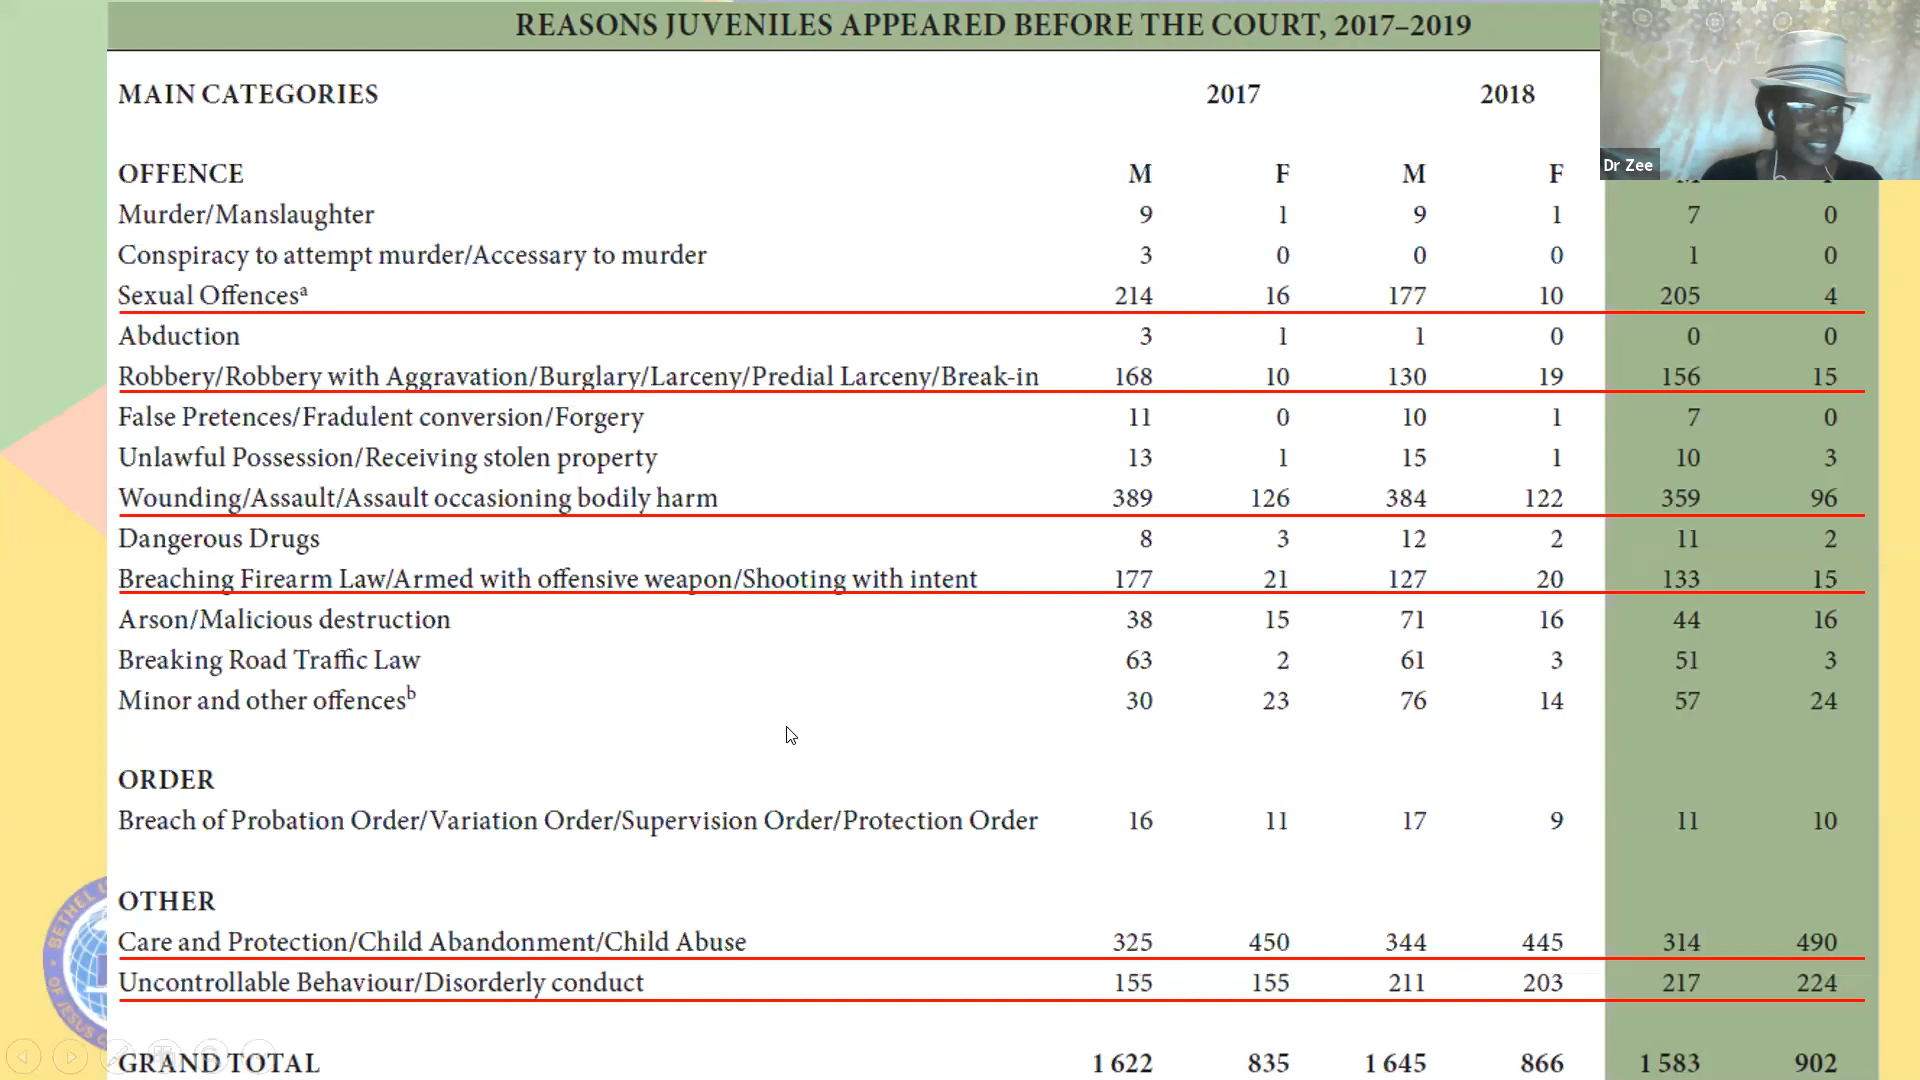 REASONS JUVENILES APPEARED BEFORE THE COURT, 2017–2019
Dr Zee
MAIN CATEGORIES 2017 2018
OFFENCE M F M F
Murder/Manslaughter 9 1 9 1 7 0
Conspiracy to attempt murder/Accessary to murder 3 0 0 0 1 0
Sexual Offencesᵃ 214 16 177 10 205 4
Abduction 3 1 1 0 0 0
Robbery/Robbery with Aggravation/Burglary/Larceny/Predial Larceny/Break-in 168 10 130 19 156 15
False Pretences/Fradulent conversion/Forgery 11 0 10 1 7 0
Unlawful Possession/Receiving stolen property 13 1 15 1 10 3
Wounding/Assault/Assault occasioning bodily harm 389 126 384 122 359 96
Dangerous Drugs 8 3 12 2 11 2
Breaching Firearm Law/Armed with offensive weapon/Shooting with intent 177 21 127 20 133 15
Arson/Malicious destruction 38 15 71 16 44 16
Breaking Road Traffic Law 63 2 61 3 51 3
Minor and other offencesᵇ 30 23 76 14 57 24
ORDER
Breach of Probation Order/Variation Order/Supervision Order/Protection Order 16 11 17 9 11 10
OTHER
Care and Protection/Child Abandonment/Child Abuse 325 450 344 445 314 490
Uncontrollable Behaviour/Disorderly conduct 155 155 211 203 217 224
GRAND TOTAL 1 622 835 1 645 866 1 583 902
BETHEL
OF JESUS